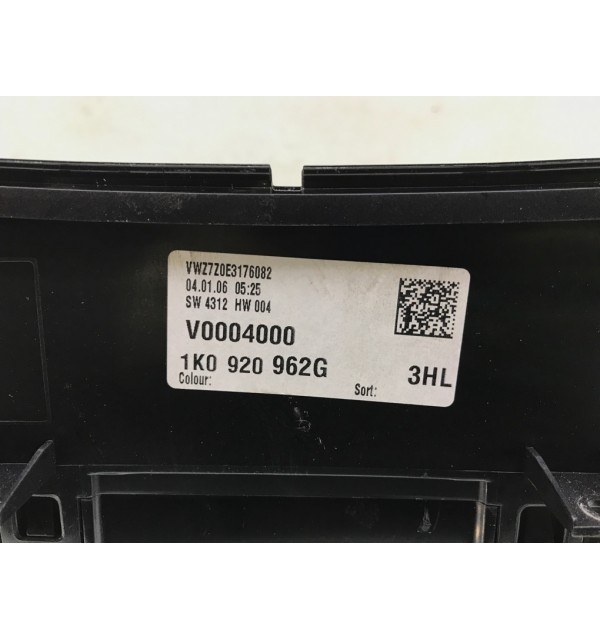 VWZ7Z0E3176082
04.01.06 05:25
SW 4312 HW 004
V0004000
1K0 920 962G
Colour:
Sort: 3HL